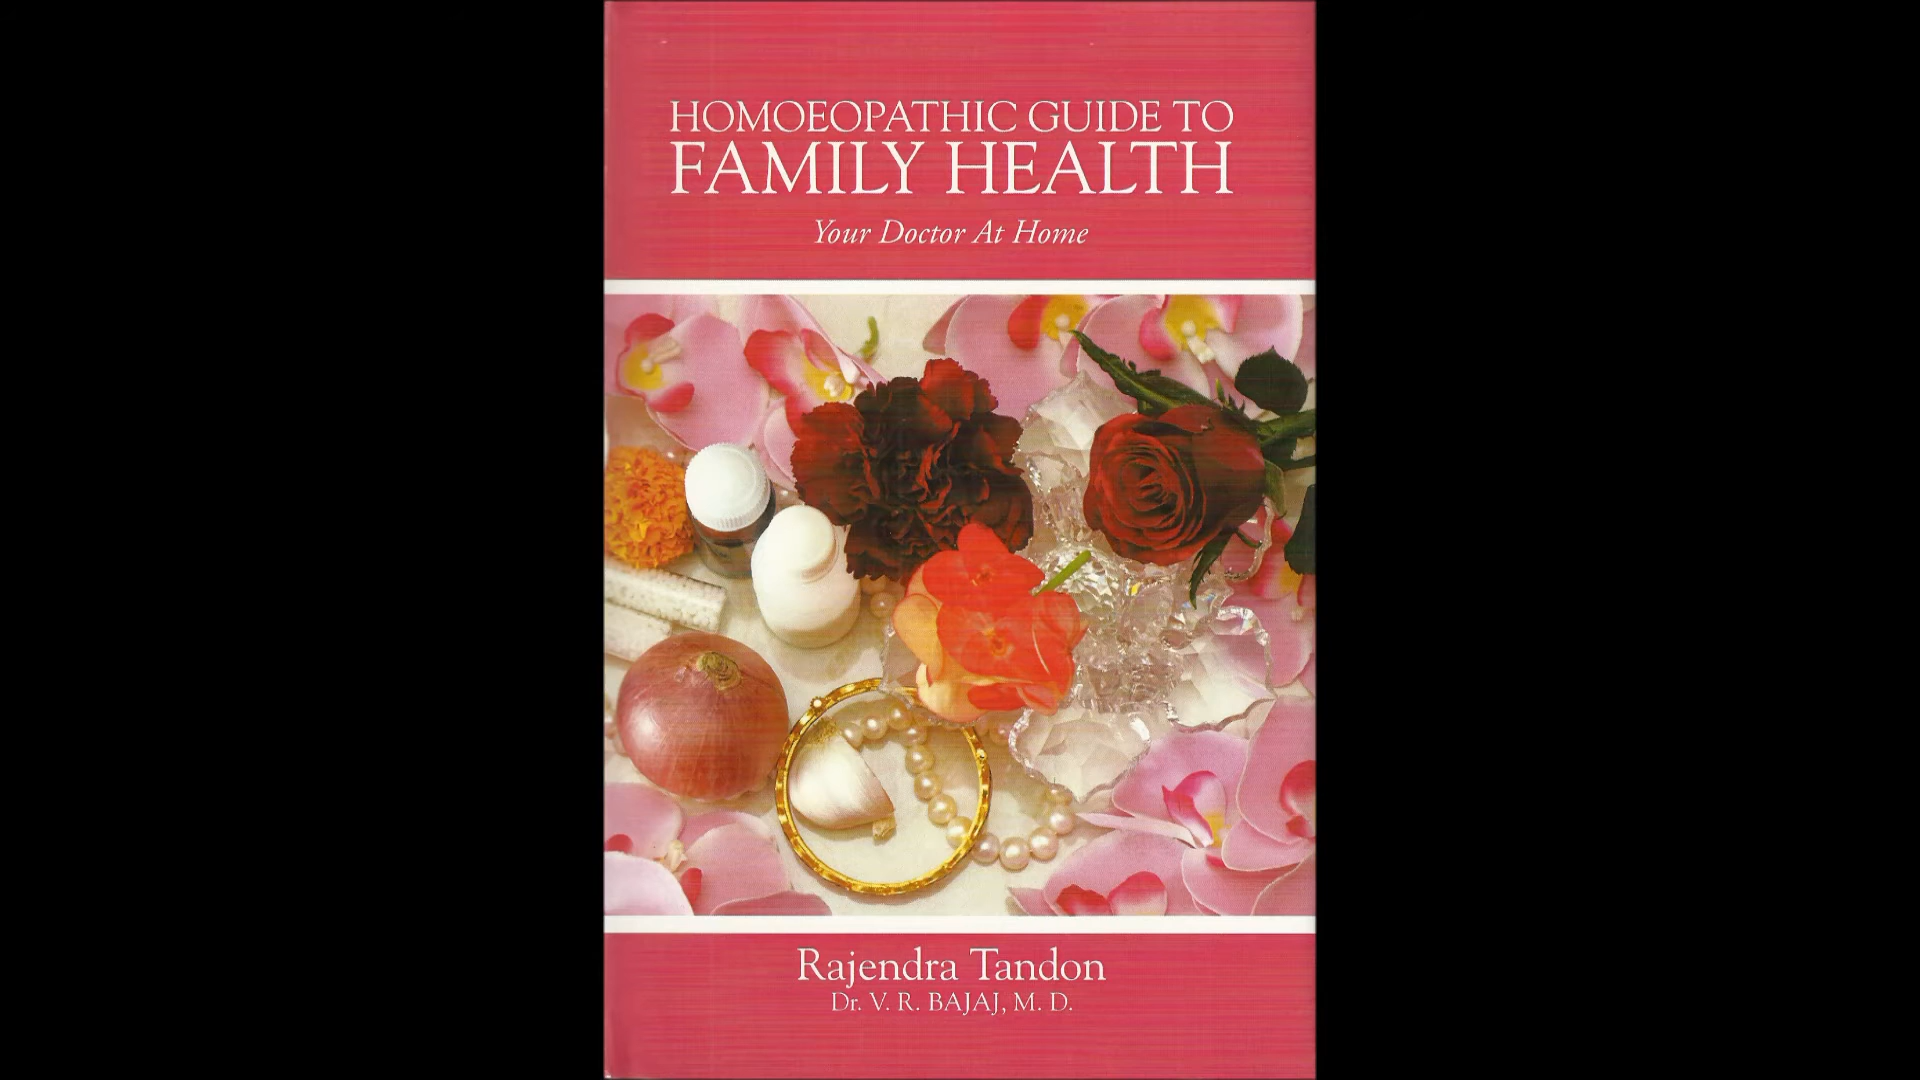 HOMOEOPATHIC GUIDE TO
FAMILY HEALTH
Your Doctor At Home
Rajendra Tandon
Dr. V. R. BAJAJ, M. D.